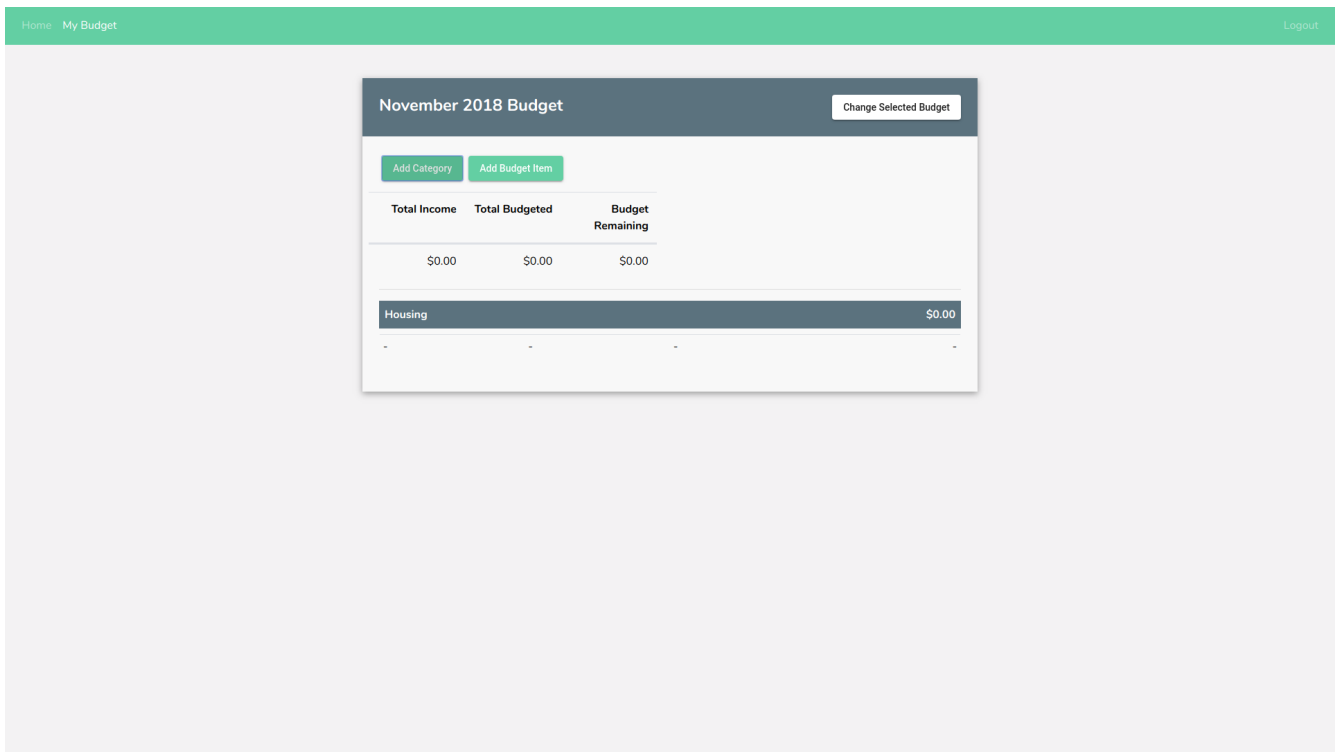 Home My Budget Logout
November 2018 Budget Change Selected Budget
Add Category Add Budget Item
Total Income Total Budgeted Budget
Remaining
$0.00 $0.00 $0.00
Housing $0.00
- - - -